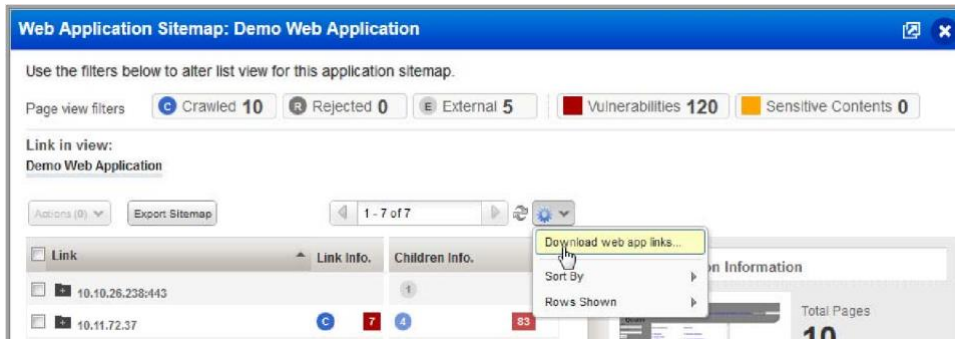 Web Application Sitemap: Demo Web Application
Use the filters below to alter list view for this application sitemap.
Page view filters C Crawled 10 R Rejected 0 E External 5 Vulnerabilities 120 Sensitive Contents 0
Link in view:
Demo Web Application
Actions (0) Export Sitemap 1 - 7 of 7
Download web app links...
Link Link Info. Children Info.
Sort By
on Information
10.10.26.238:443 1
Rows Shown
Total Pages
10.11.72.37 C 7 4 83
10